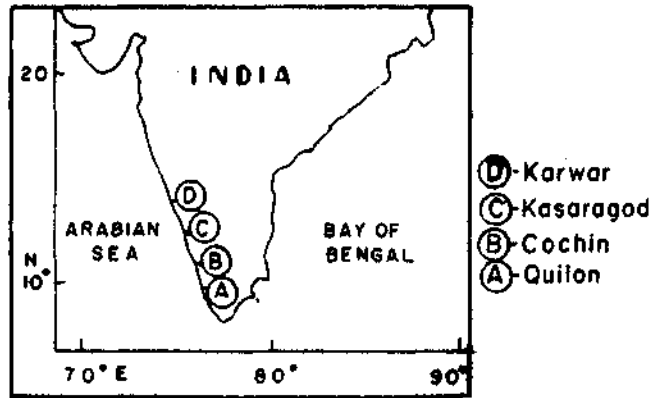 20
INDIA
D
C
B
A
ARABIAN
SEA
BAY OF
BENGAL
N
10°
70°E
80°
90°
D-Karwar
C-Kasaragod
B-Cochin
A-Quilon